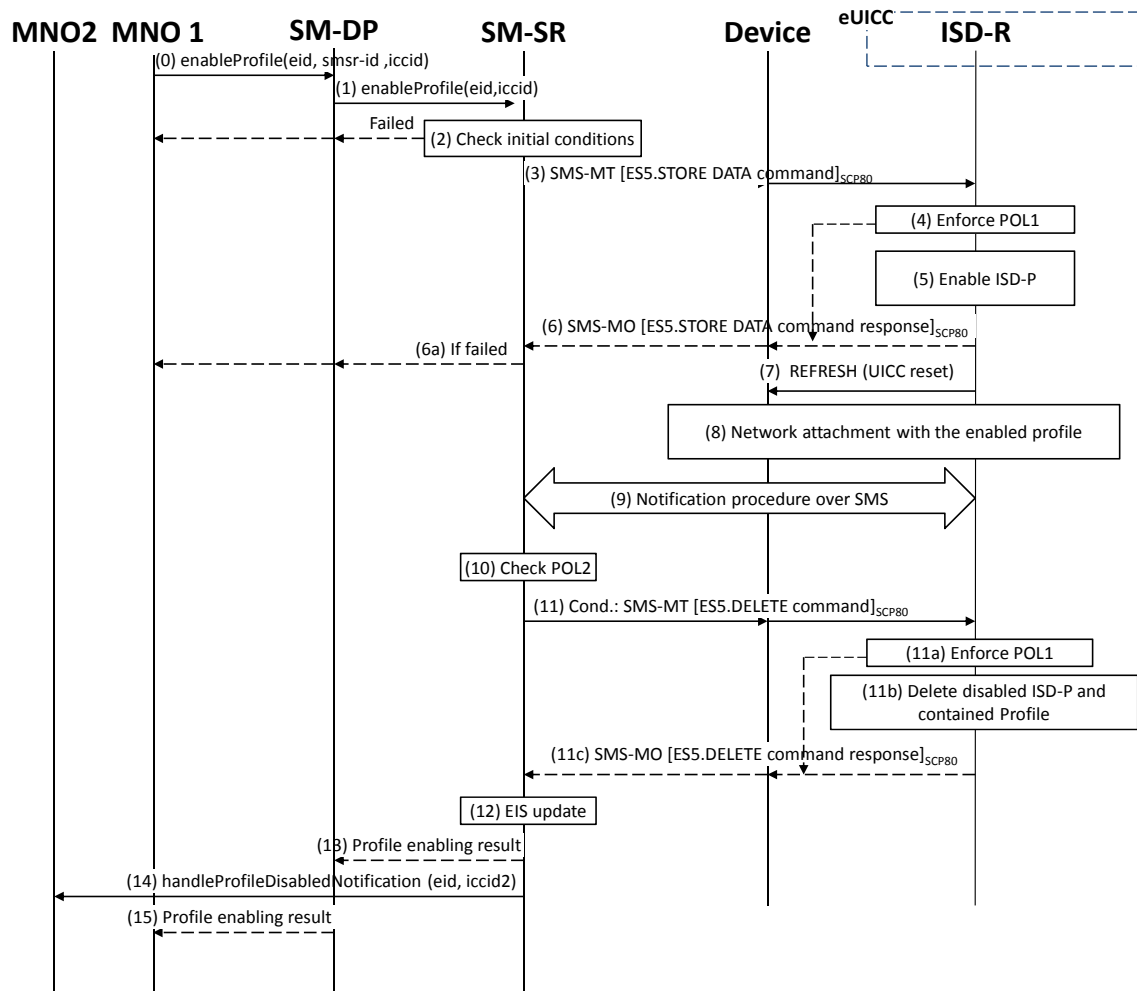 eUICC
MNO2 MNO 1 SM-DP SM-SR Device ISD-R
(0) enableProfile(eid, smsr-id ,iccid)
(1) enableProfile(eid,iccid)
Failed
(2) Check initial conditions
(3) SMS-MT [ES5.STORE DATA command]SCP80
(4) Enforce POL1
(5) Enable ISD-P
(6) SMS-MO [ES5.STORE DATA command response]SCP80
(6a) If failed
(7) REFRESH (UICC reset)
(8) Network attachment with the enabled profile
(9) Notification procedure over SMS
(10) Check POL2
(11) Cond.: SMS-MT [ES5.DELETE command]SCP80
(11a) Enforce POL1
(11b) Delete disabled ISD-P and
contained Profile
(11c) SMS-MO [ES5.DELETE command response]SCP80
(12) EIS update
(13) Profile enabling result
(14) handleProfileDisabledNotification (eid, iccid2)
(15) Profile enabling result